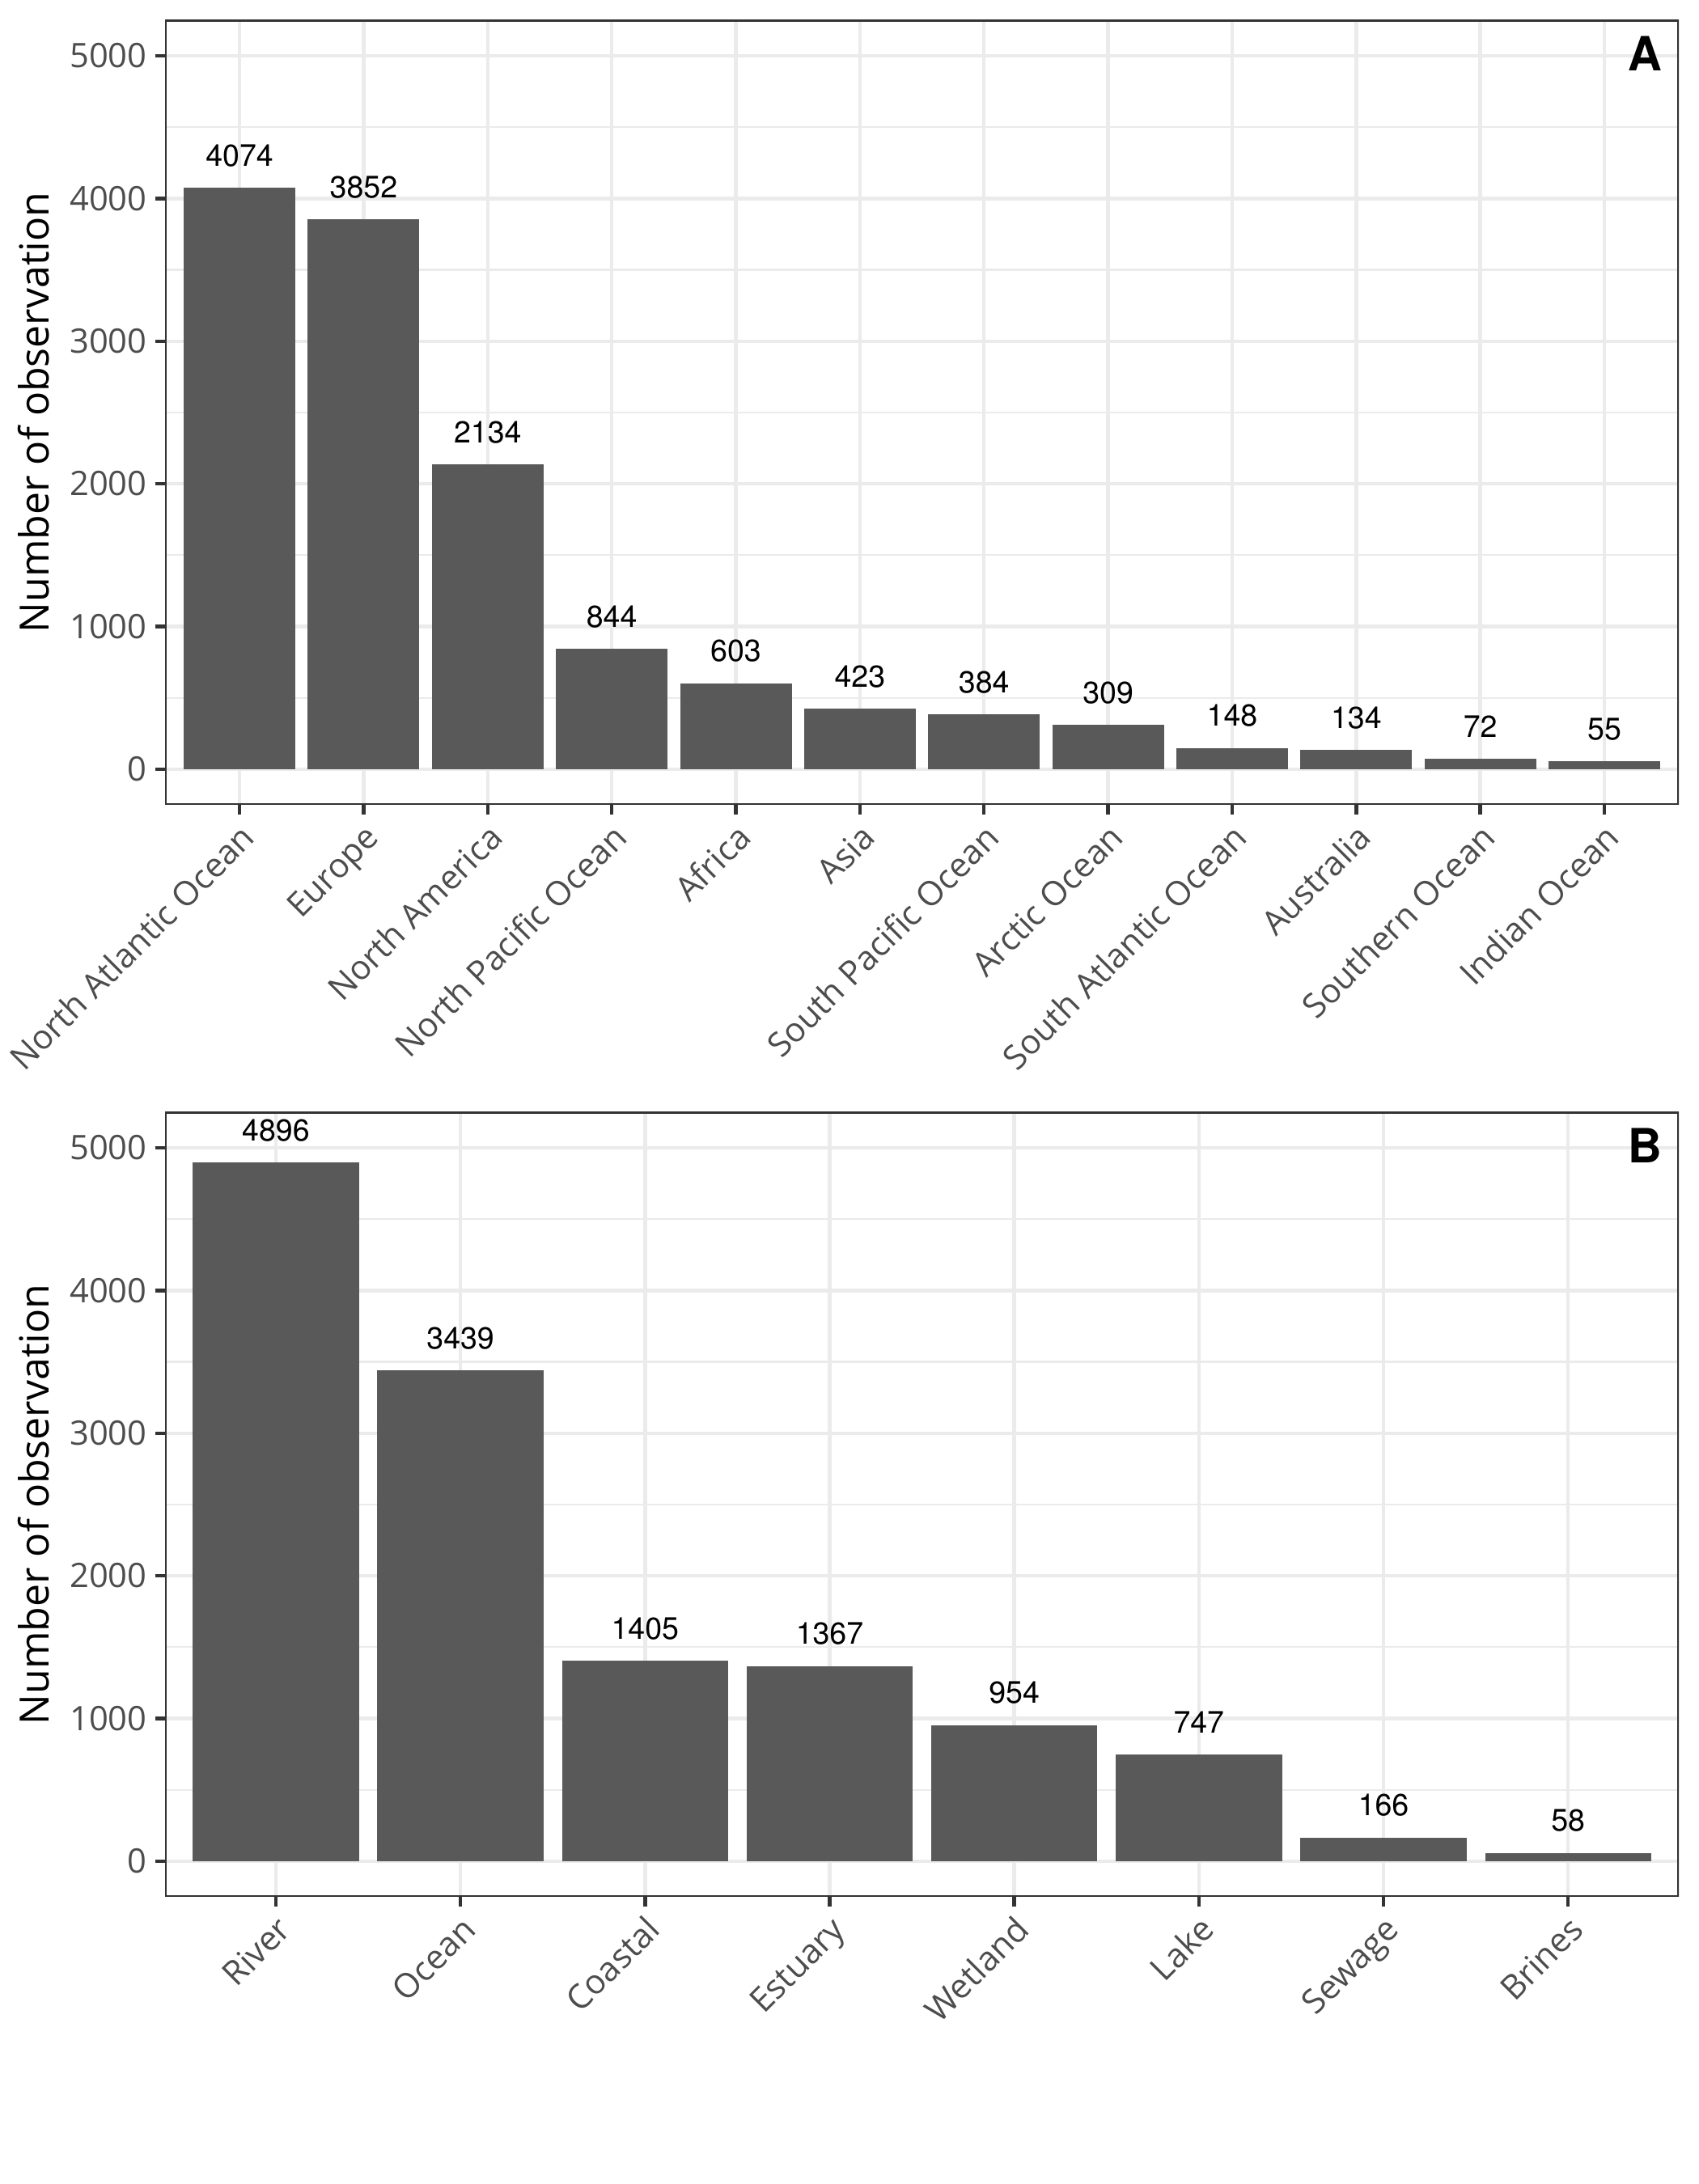 A
Number of observation
5000
4000
3000
2000
1000
0
4074
3852
2134
844
603
423
384
309
148
134
72
55
North Atlantic Ocean
Europe
North America
North Pacific Ocean
Africa
Asia
South Pacific Ocean
Arctic Ocean
South Atlantic Ocean
Australia
Southern Ocean
Indian Ocean
B
Number of observation
5000
4000
3000
2000
1000
0
4896
3439
1405
1367
954
747
166
58
River
Ocean
Coastal
Estuary
Wetland
Lake
Sewage
Brines